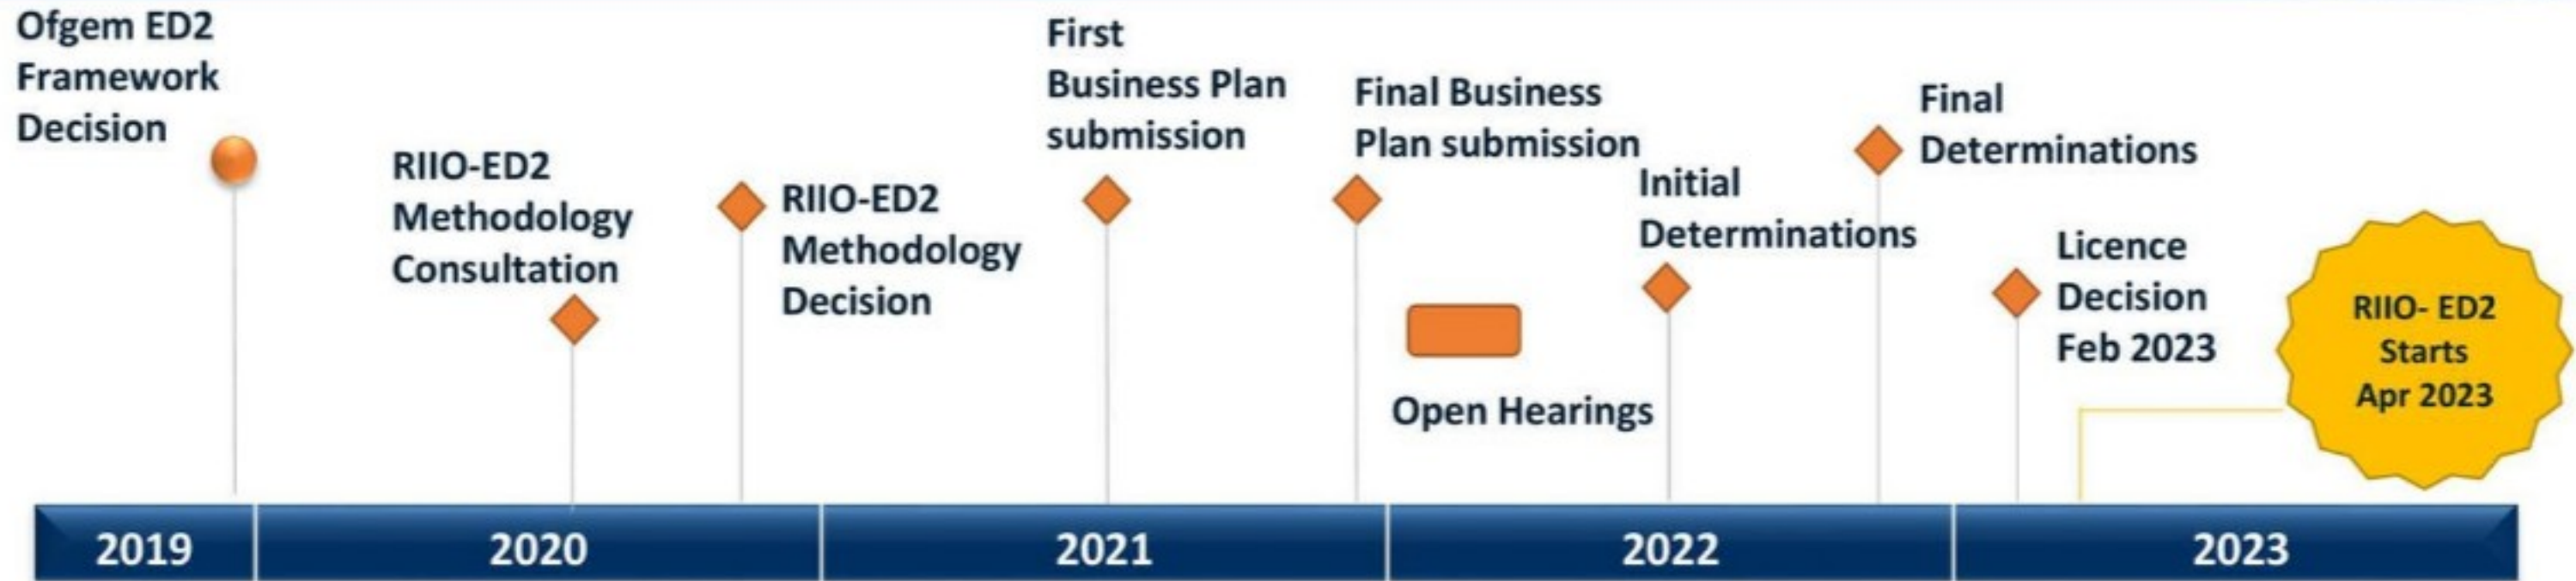 Ofgem ED2
Framework
Decision
RIIO-ED2
Methodology
Consultation
RIIO-ED2
Methodology
Decision
First
Business Plan
submission
Final Business
Plan submission
Open Hearings
Initial
Determinations
Final
Determinations
Licence
Decision
Feb 2023
RIIO- ED2
Starts
Apr 2023
2019
2020
2021
2022
2023